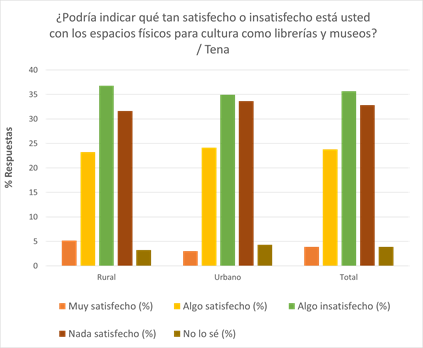 ¿Podría indicar qué tan satisfecho o insatisfecho está usted
con los espacios físicos para cultura como librerías y museos?
/ Tena
% Respuestas
40
35
30
25
20
15
10
5
0
Rural
Urbano
Total
Muy satisfecho (%)
Algo satisfecho (%)
Algo insatisfecho (%)
Nada satisfecho (%)
No lo sé (%)